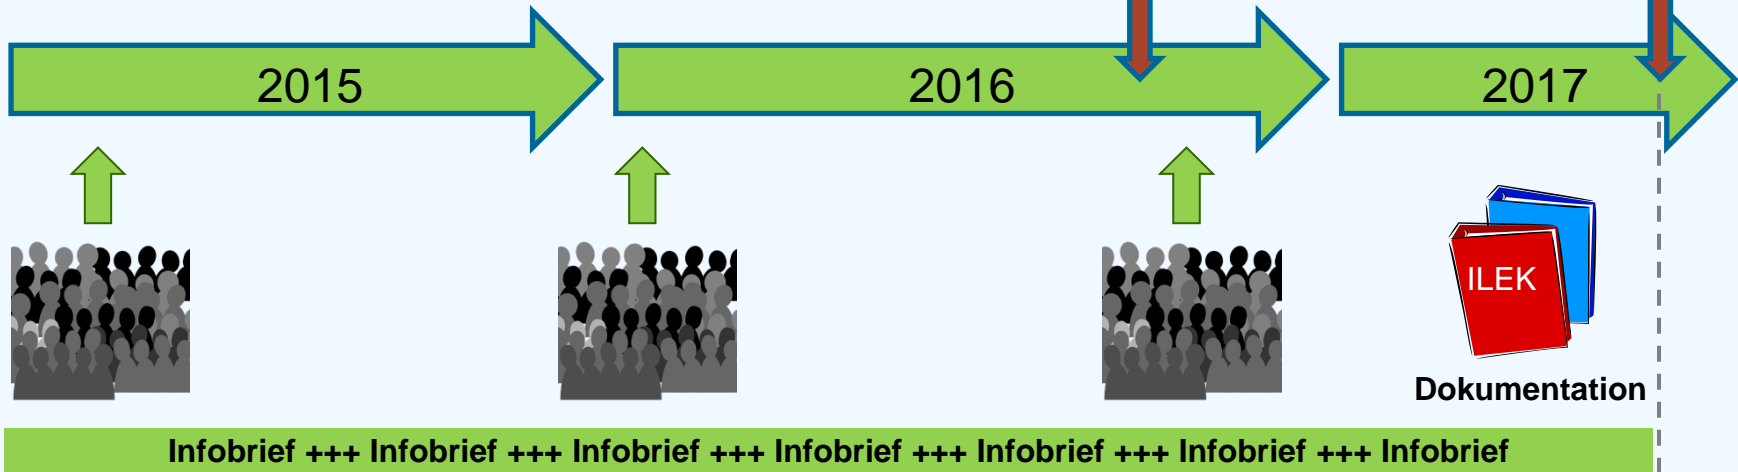 2015 2016 2017
ILEK
Dokumentation
Infobrief +++ Infobrief +++ Infobrief +++ Infobrief +++ Infobrief +++ Infobrief +++ Infobrief